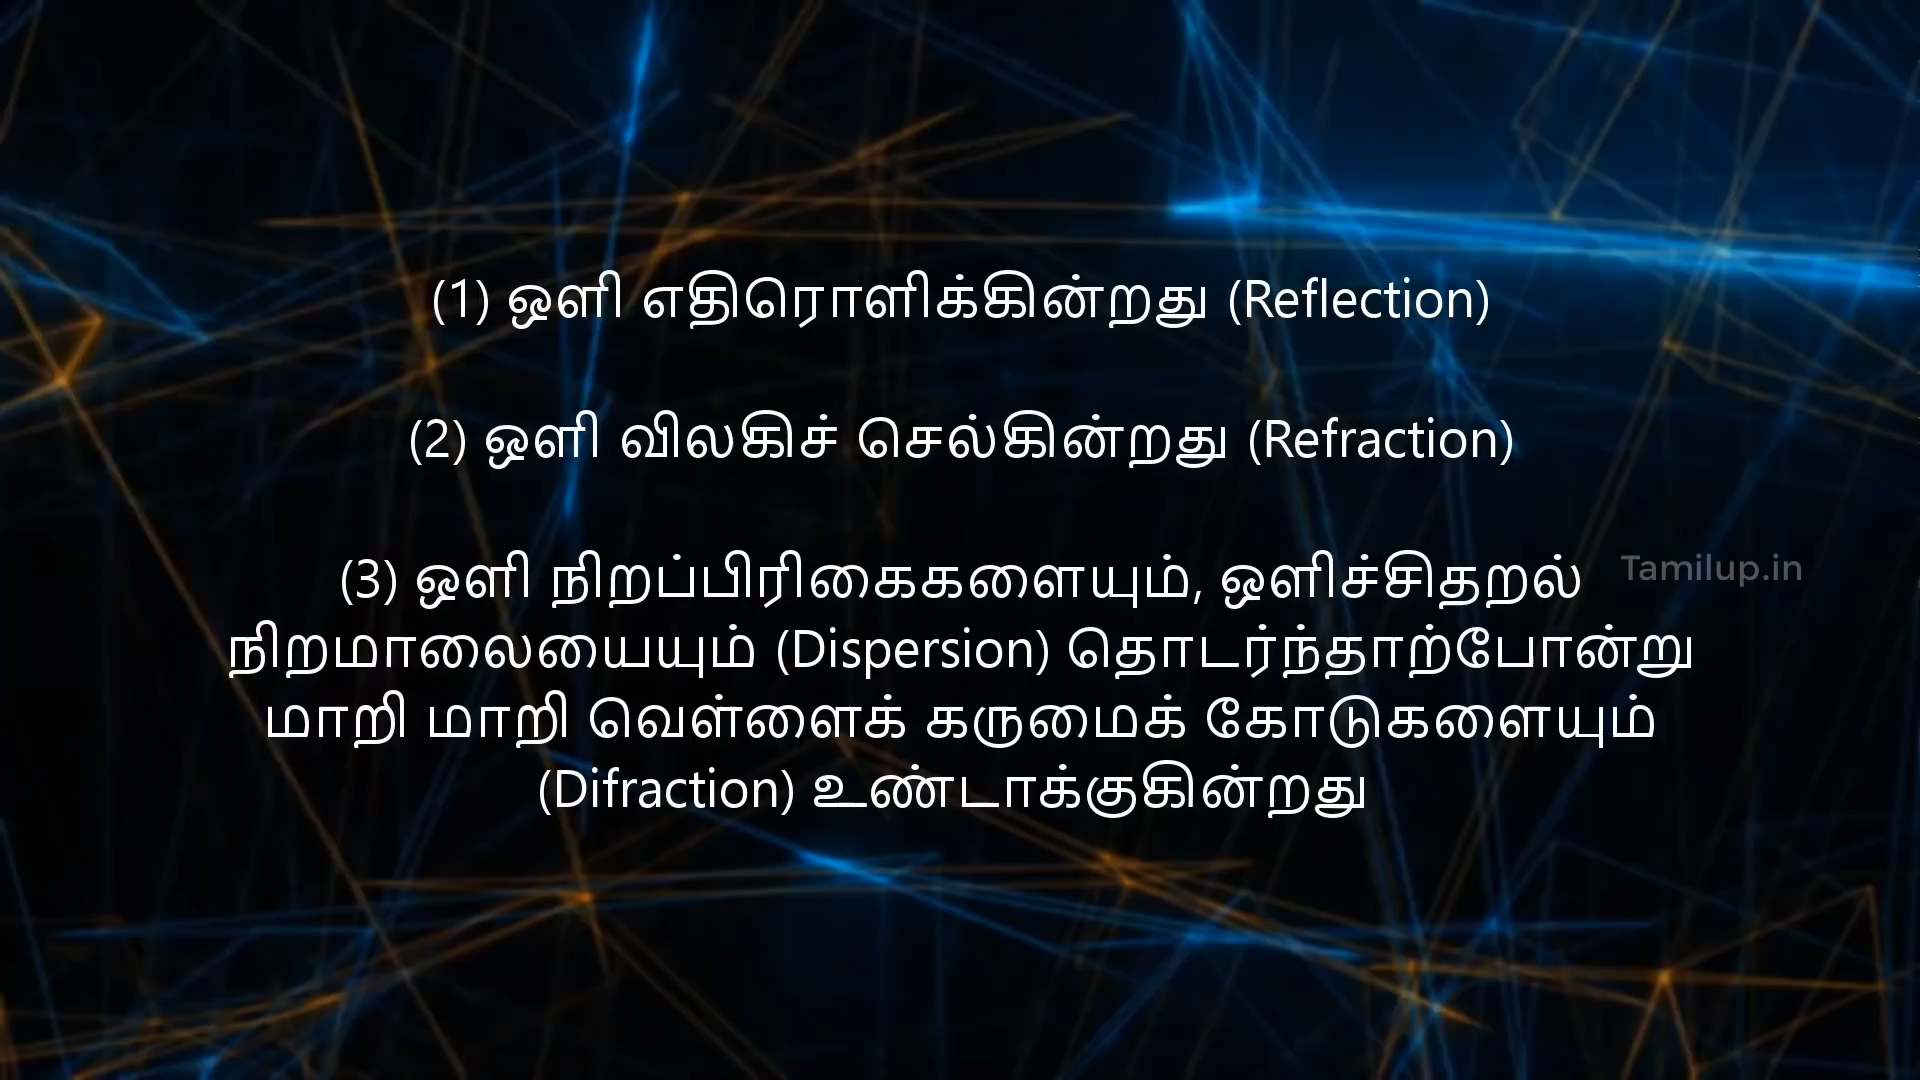 (1) ஒளி எதிரொளிக்கின்றது (Reflection)
(2) ஒளி விலகிச் செல்கின்றது (Refraction)
(3) ஒளி நிறப்பிரிகைகளையும், ஒளிச்சிதறல்
Tamilup.in
நிறமாலையையும் (Dispersion) தொடர்ந்தாற்போன்று
மாறி மாறி வெள்ளைக் கருமைக் கோடுகளையும்
(Difraction) உண்டாக்குகின்றது